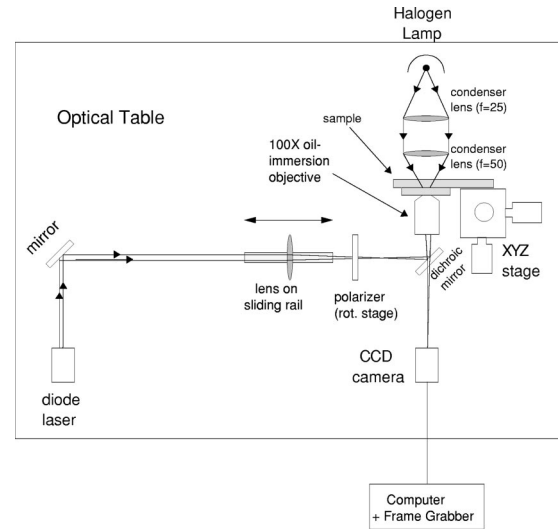 Halogen
Lamp
Optical Table
condenser
lens (f=25)
sample
100X oil-
immersion
objective
condenser
lens (f=50)
mirror
lens on
sliding rail
polarizer
(rot. stage)
dichroic
mirror
XYZ
stage
diode
laser
CCD
camera
Computer
+ Frame Grabber